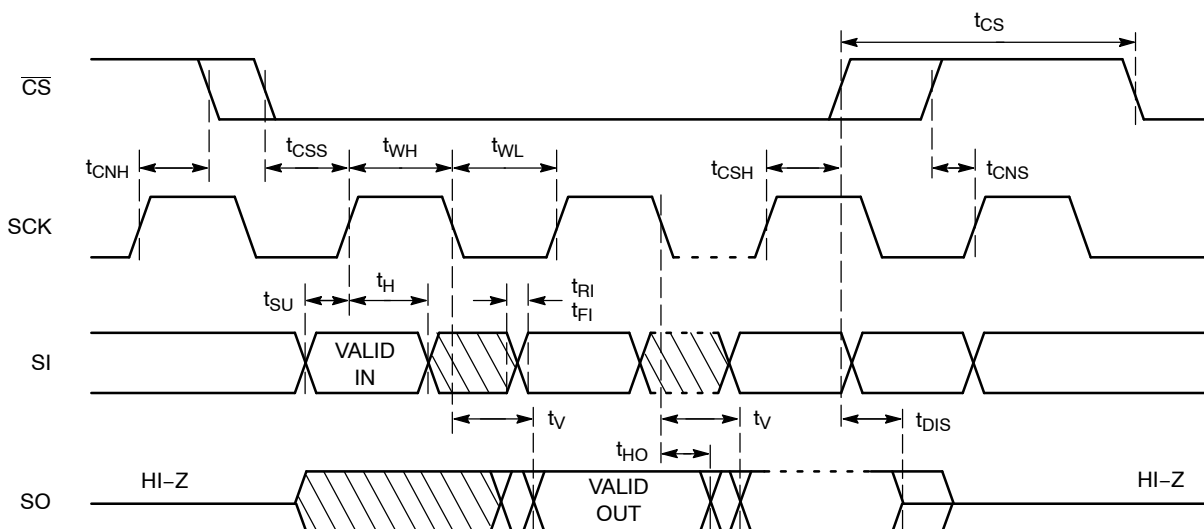 tCS
CS
tCNH
tCSS
tWH
tWL
tCSH
tCNS
SCK
tSU
tH
tRI
tFI
SI
VALID
IN
tV
tV
tDIS
tHO
HI–Z
HI–Z
SO
VALID
OUT